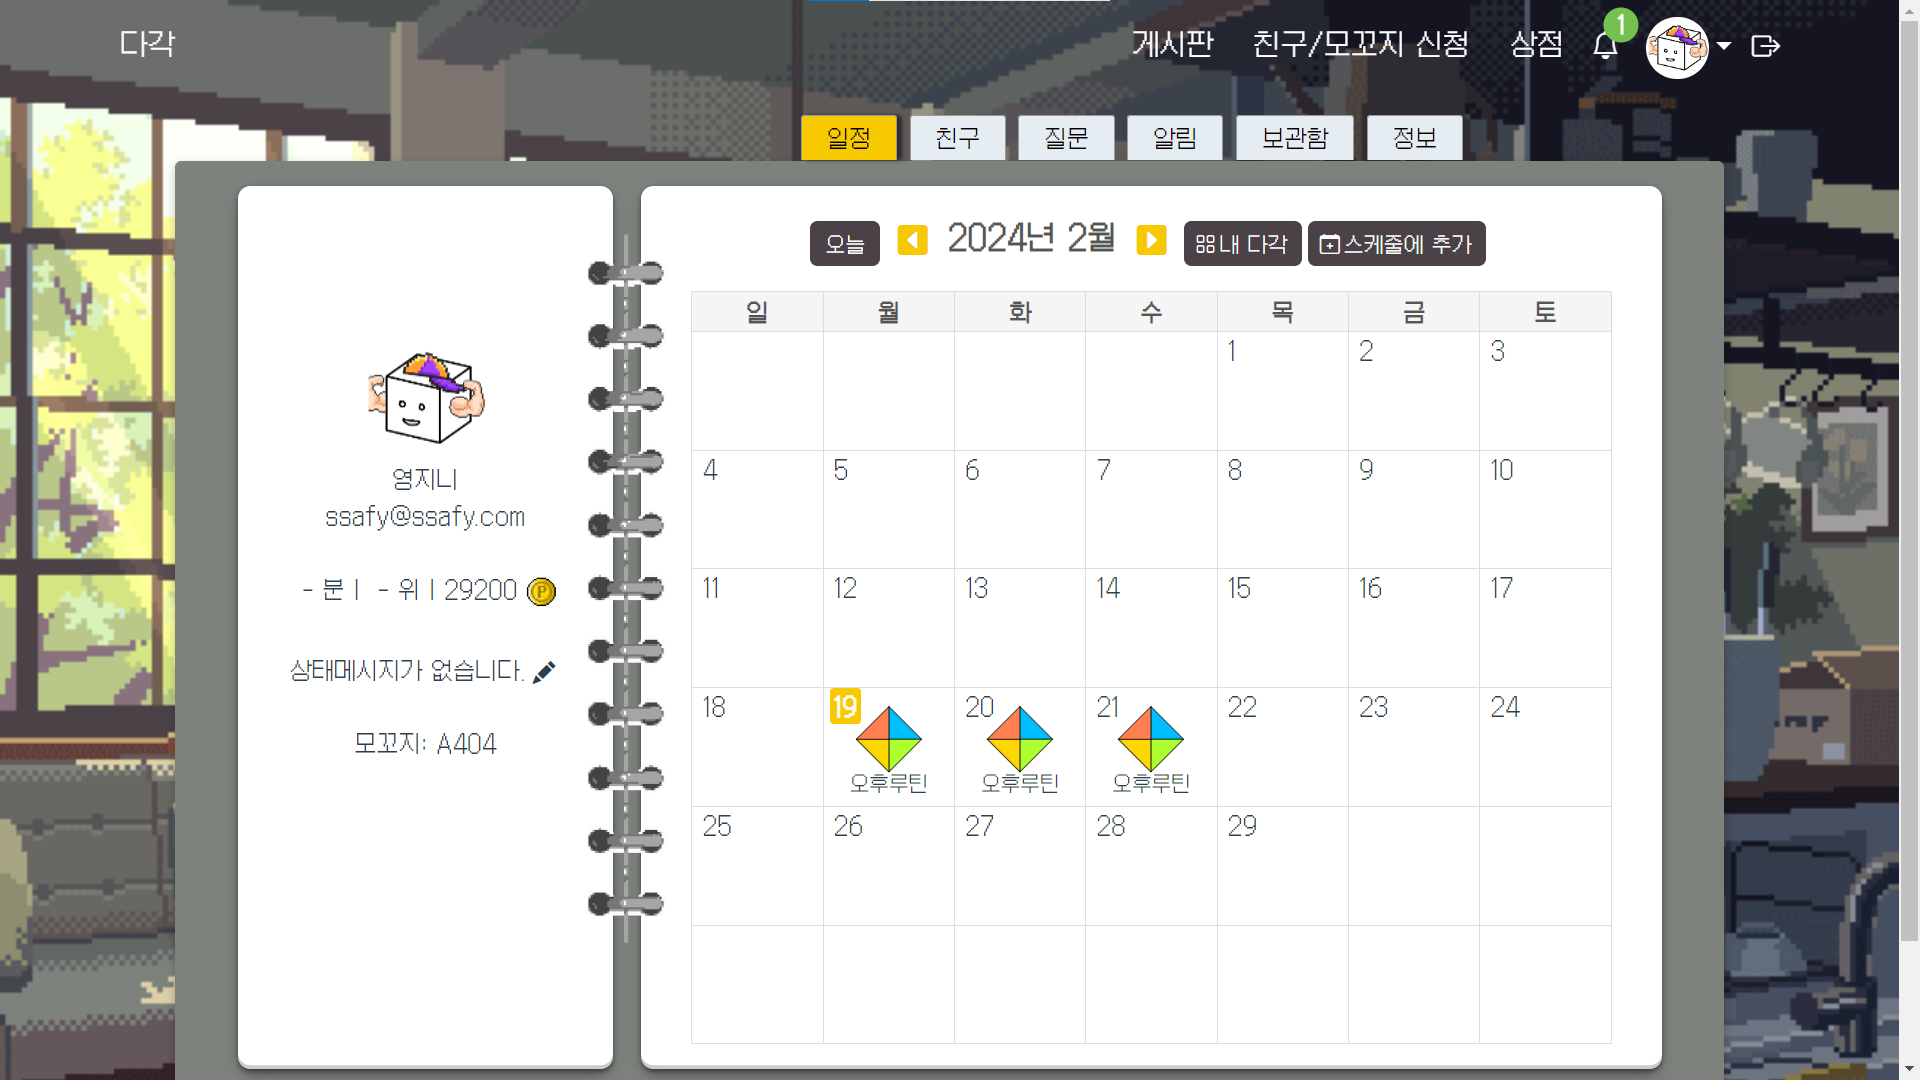 다각
게시판 친구/모꼬지 신청 상점 1
일정 친구 질문 알림 보관함 정보
영지니
ssafy@ssafy.com
- 분 | - 위 | 29200 P
상태메시지가 없습니다.
모꼬지: A404
오늘 2024년 2월 내 다각 스케줄에 추가
일 월 화 수 목 금 토
1 2 3
4 5 6 7 8 9 10
11 12 13 14 15 16 17
18 19 20 21 22 23 24
오후루틴 오후루틴 오후루틴
25 26 27 28 29